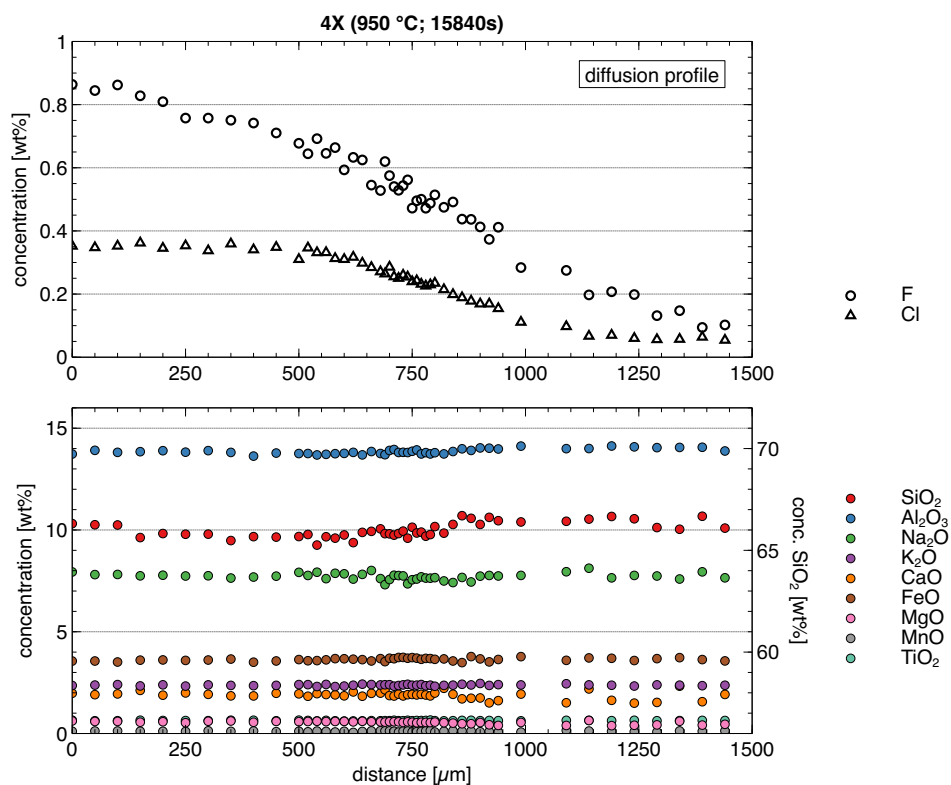 4X (950 °C; 15840s)
diffusion profile
concentration [wt%]
1
0.8
0.6
0.4
0.2
0
0 250 500 750 1000 1250 1500
F
Cl
concentration [wt%]
15
10
5
0
conc. SiO₂ [wt%]
70
65
60
0 250 500 750 1000 1250 1500
distance [µm]
SiO₂
Al₂O₃
Na₂O
K₂O
CaO
FeO
MgO
MnO
TiO₂